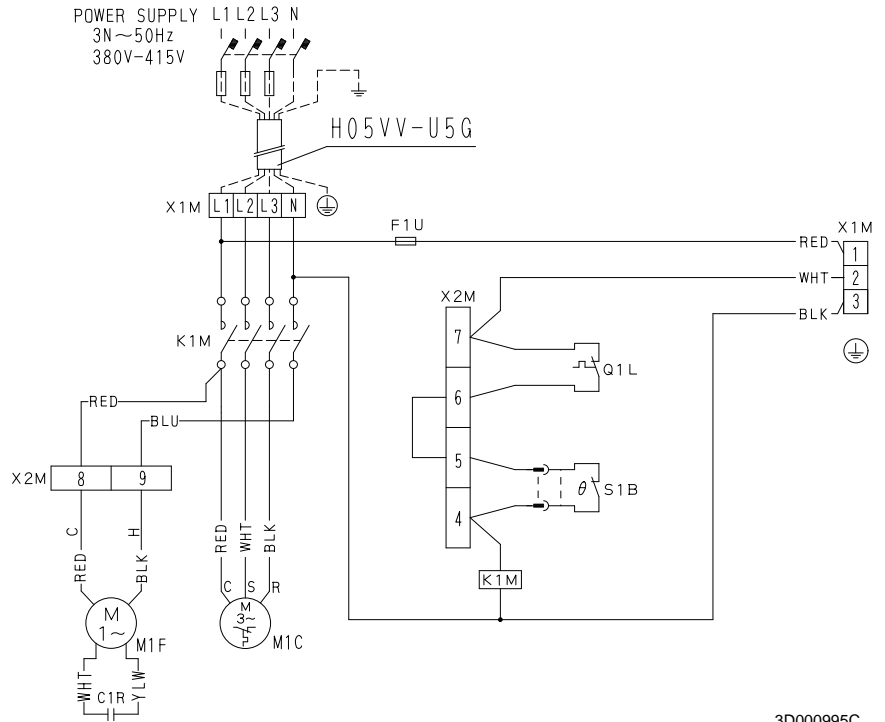 POWER SUPPLY L1 L2 L3 N
3N~50Hz
380V-415V
H05VV-U5G
X1M L1 L2 L3 N
F1U
X1M
RED 1
WHT 2
BLK 3
X2M
7
6
5
4
Q1L
θ S1B
K1M
K1M
RED
BLU
X2M 8 9
C H
RED BLK
RED WHT BLK
C S R
M
1~
M1F
M
3~
M1C
WHT C1R YLW
3D000995C